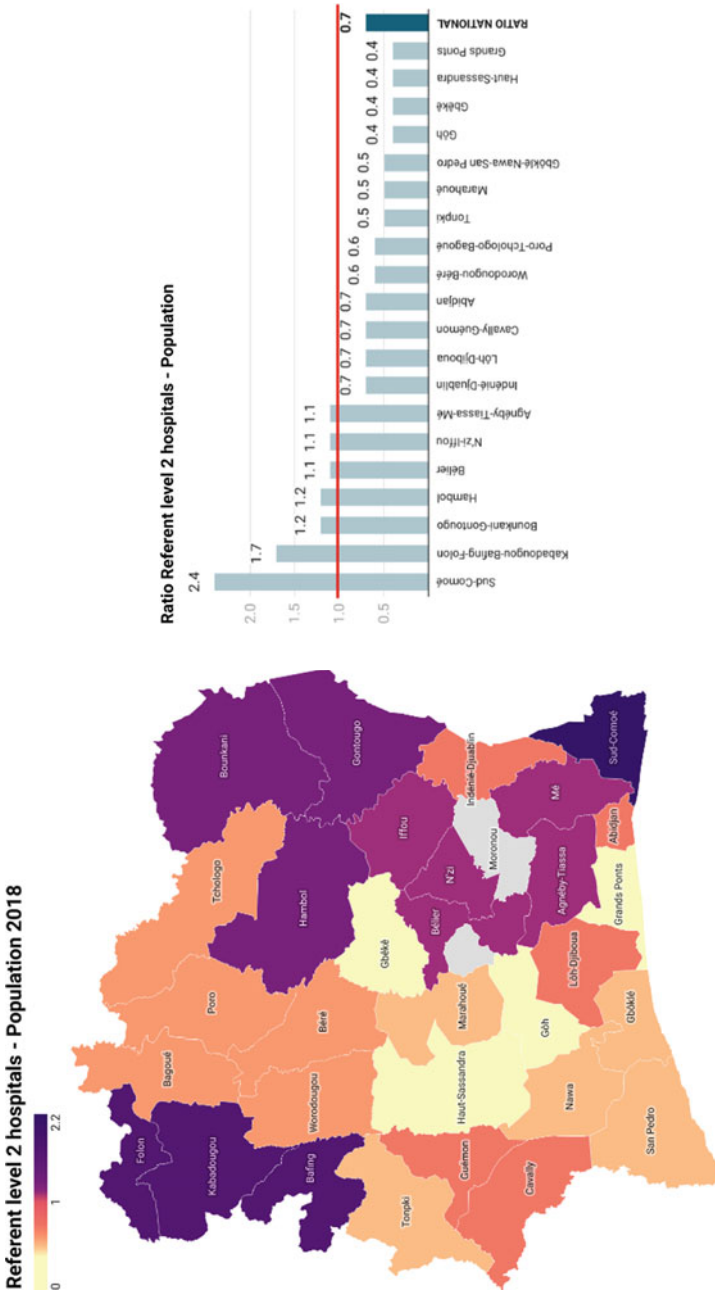 Referent level 2 hospitals - Population 2018
0
1
2.2
Folon
Kabadougou
Bafing
Bagoué
Poro
Tchologo
Bounkani
Worodougou
Béré
Hambol
Gontougo
Tonpki
Gbêkê
Iffou
Guémon
Haut-Sassandra
Marahoué
Bélier
N'zi
Moronou
Indénié-Djuablin
Cavally
Gôh
Agnéby-Tiassa
Mé
Nawa
Lôh-Djiboua
Grands Ponts
Abidjan
Sud-Comoé
San Pedro
Gbôklé
Ratio Referent level 2 hospitals - Population
2.0
1.5
1.0
0.5
2.4
1.7
1.2
1.2
1.1
1.1
1.1
0.7
0.7
0.7
0.7
0.6
0.6
0.5
0.5
0.5
0.4
0.4
0.4
0.4
0.7
Sud-Comoé
Kabadougou-Bafing-Folon
Bounkani-Gontougo
Hambol
Bélier
N'zi-Iffou
Agnéby-Tiassa-Mé
Indénié-Djuablin
Lôh-Djiboua
Cavally-Guémon
Abidjan
Worodougou-Béré
Poro-Tchologo-Bagoué
Tonpki
Marahoué
Gbôklé-Nawa-San Pedro
Gôh
Gbêkê
Haut-Sassandra
Grands Ponts
RATIO NATIONAL